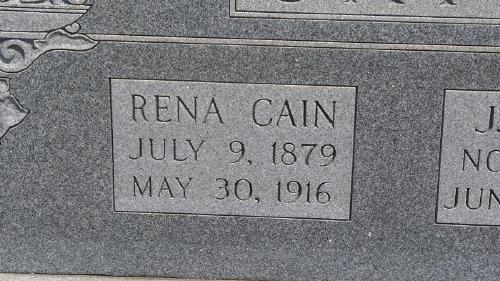 RENA CAIN
JULY 9, 1879
MAY 30, 1916